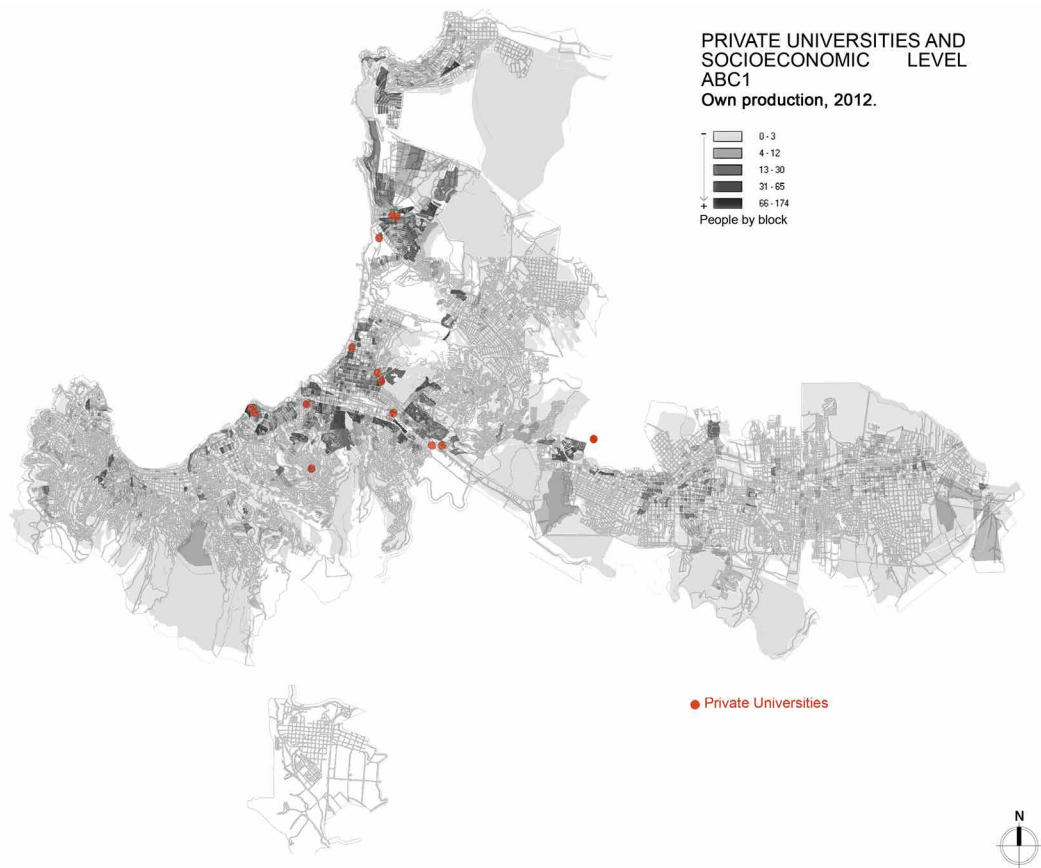 PRIVATE UNIVERSITIES AND
SOCIOECONOMIC LEVEL
ABC1
Own production, 2012.
-
0 - 3
4 - 12
13 - 30
31 - 65
+
66 - 174
People by block
Private Universities
N